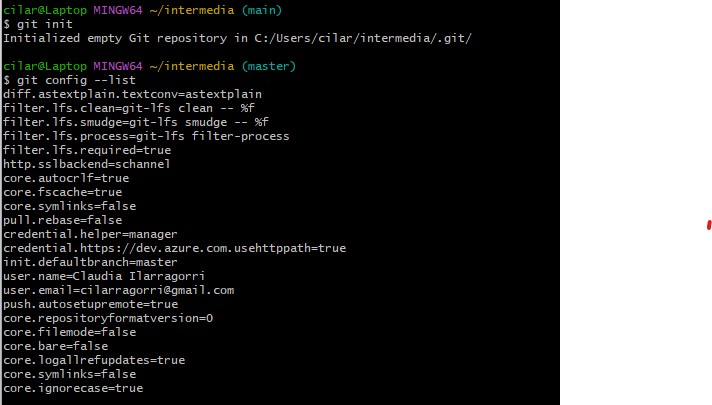 cilar@Laptop MINGW64 ~/intermedia (main)
$ git init
Initialized empty Git repository in C:/Users/cilar/intermedia/.git/
cilar@Laptop MINGW64 ~/intermedia (master)
$ git config --list
diff.astextplain.textconv=astextplain
filter.lfs.clean=git-lfs clean -- %f
filter.lfs.smudge=git-lfs smudge -- %f
filter.lfs.process=git-lfs filter-process
filter.lfs.required=true
http.sslbackend=schannel
core.autocrlf=true
core.fscache=true
core.symlinks=false
pull.rebase=false
credential.helper=manager
credential.https://dev.azure.com.usehttppath=true
init.defaultbranch=master
user.name=Claudia Ilarragorri
user.email=cilarragorri@gmail.com
push.autosetupremote=true
core.repositoryformatversion=0
core.filemode=false
core.bare=false
core.logallrefupdates=true
core.symlinks=false
core.ignorecase=true